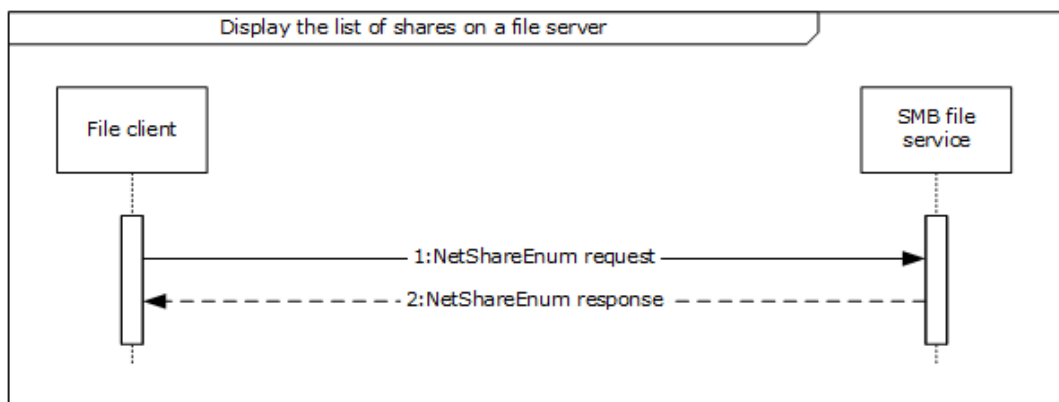 Display the list of shares on a file server
File client
SMB file
service
1:NetShareEnum request
2:NetShareEnum response